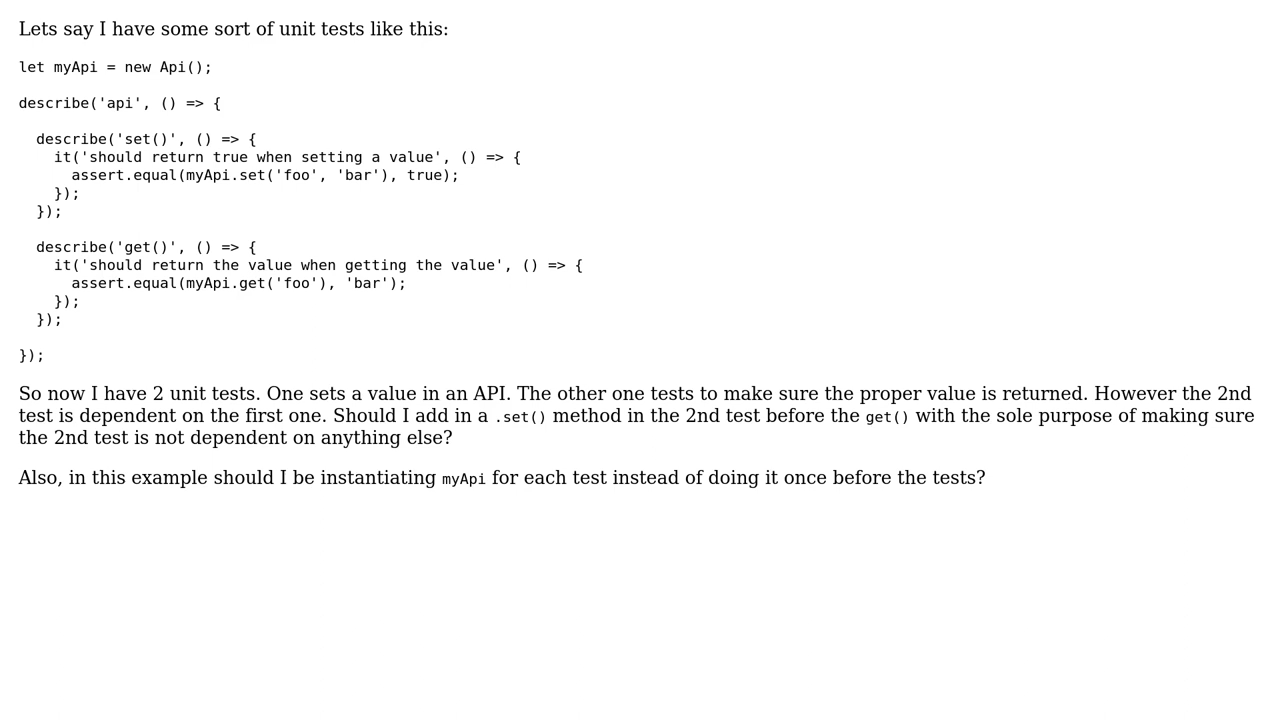 Lets say I have some sort of unit tests like this:
let myApi = new Api();
describe('api', () => {
  describe('set()', () => {
    it('should return true when setting a value', () => {
      assert.equal(myApi.set('foo', 'bar'), true);
    });
  });
  describe('get()', () => {
    it('should return the value when getting the value', () => {
      assert.equal(myApi.get('foo'), 'bar');
    });
  });
});
So now I have 2 unit tests. One sets a value in an API. The other one tests to make sure the proper value is returned. However the 2nd
test is dependent on the first one. Should I add in a .set() method in the 2nd test before the get() with the sole purpose of making sure
the 2nd test is not dependent on anything else?
Also, in this example should I be instantiating myApi for each test instead of doing it once before the tests?